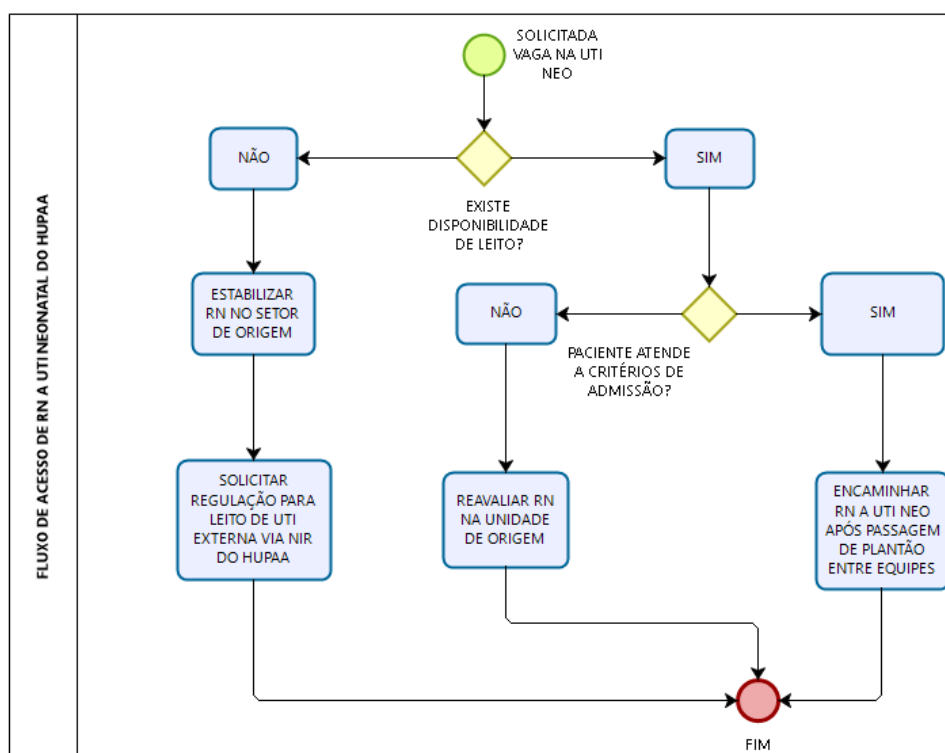 FLUXO DE ACESSO DE RN A UTI NEONATAL DO HUPAA
SOLICITADA
VAGA NA UTI
NEO
NÃO
SIM
EXISTE
DISPONIBILIDADE
DE LEITO?
ESTABILIZAR
RN NO SETOR
DE ORIGEM
NÃO
SIM
PACIENTE ATENDE
A CRITÉRIOS DE
ADMISSÃO?
SOLICITAR
REGULAÇÃO PARA
LEITO DE UTI
EXTERNA VIA NIR
DO HUPAA
REAVALIAR RN
NA UNIDADE
DE ORIGEM
ENCAMINHAR
RN A UTI NEO
APÓS PASSAGEM
DE PLANTÃO
ENTRE EQUIPES
FIM